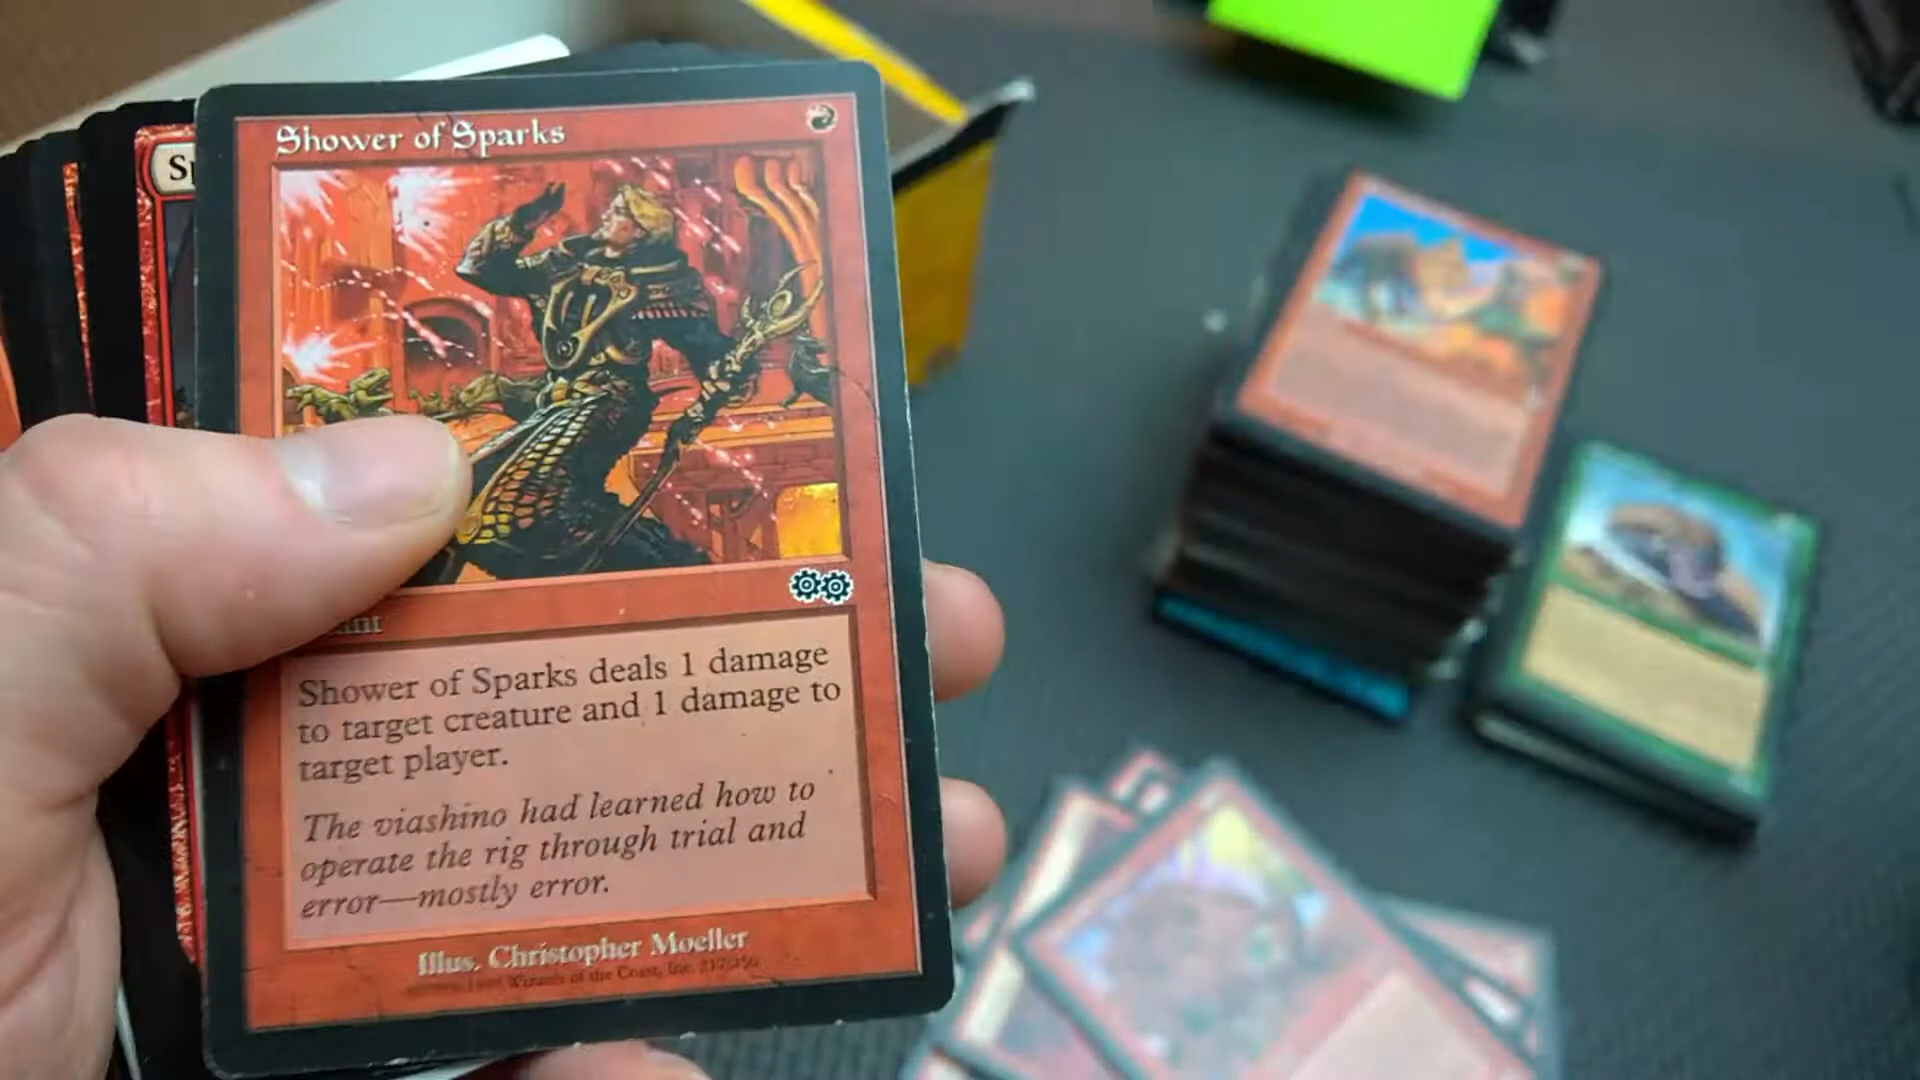 Shower of Sparks
Shower of Sparks deals 1 damage
to target creature and 1 damage to
target player.
The viashino had learned how to
operate the rig through trial and
error—mostly error.
Illus. Christopher Moeller
Wizards of the Coast, Inc.